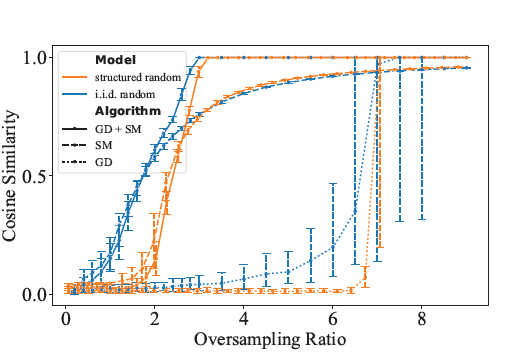 1.0
0.5
0.0
Cosine Similarity
Model
structured random
i.i.d. random
Algorithm
GD + SM
SM
GD
0 2 4 6 8
Oversampling Ratio